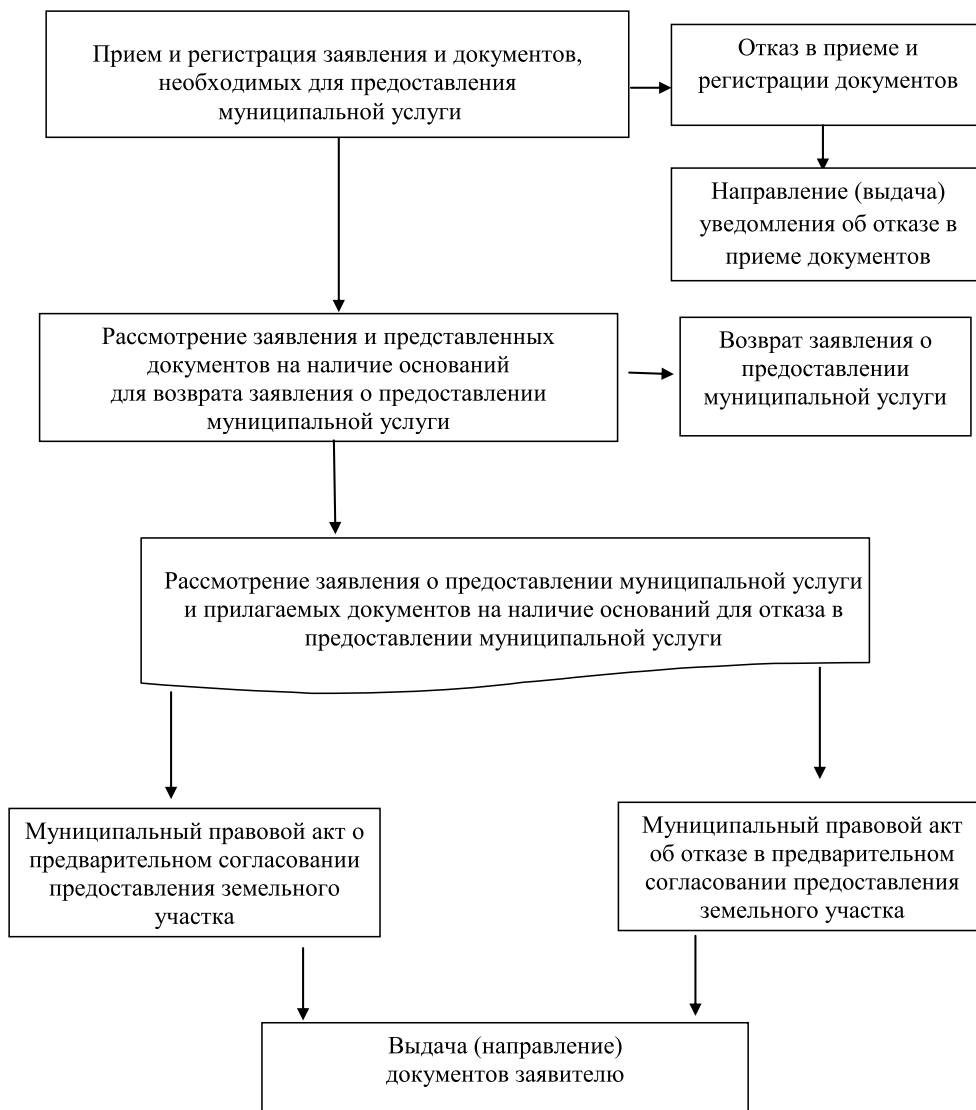 Прием и регистрация заявления и документов,
необходимых для предоставления
муниципальной услуги
Отказ в приеме и
регистрации документов
Направление (выдача)
уведомления об отказе в
приеме документов
Рассмотрение заявления и представленных
документов на наличие оснований
для возврата заявления о предоставлении
муниципальной услуги
Возврат заявления о
предоставлении
муниципальной услуги
Рассмотрение заявления о предоставлении муниципальной услуги
и прилагаемых документов на наличие оснований для отказа в
предоставлении муниципальной услуги
Муниципальный правовой акт о
предварительном согласовании
предоставления земельного
участка
Муниципальный правовой акт
об отказе в предварительном
согласовании предоставления
земельного участка
Выдача (направление)
документов заявителю